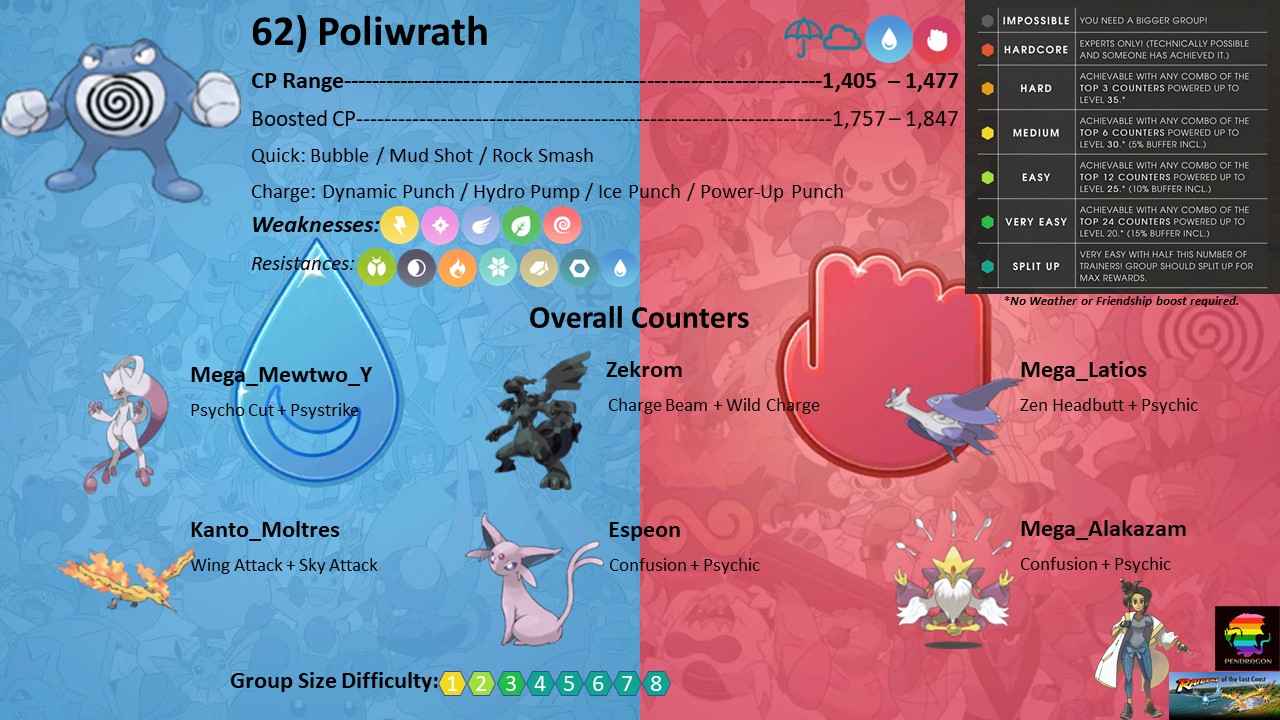 62) Poliwrath
CP Range--------------------------------------------------------------------1,405 – 1,477
Boosted CP--------------------------------------------------------------------1,757 – 1,847
Quick: Bubble / Mud Shot / Rock Smash
Charge: Dynamic Punch / Hydro Pump / Ice Punch / Power-Up Punch
Weaknesses:
Resistances:
IMPOSSIBLE YOU NEED A BIGGER GROUP!
HARDCORE EXPERTS ONLY! (TECHNICALLY POSSIBLE
AND SOMEONE HAS ACHIEVED IT.)
HARD ACHIEVABLE WITH ANY COMBO OF THE
TOP 3 COUNTERS POWERED UP TO
LEVEL 35.*
MEDIUM ACHIEVABLE WITH ANY COMBO OF THE
TOP 6 COUNTERS POWERED UP TO
LEVEL 30.* (5% BUFFER INCL.)
EASY ACHIEVABLE WITH ANY COMBO OF THE
TOP 12 COUNTERS POWERED UP TO
LEVEL 25.* (10% BUFFER INCL.)
VERY EASY ACHIEVABLE WITH ANY COMBO OF THE
TOP 24 COUNTERS POWERED UP TO
LEVEL 20.* (15% BUFFER INCL.)
SPLIT UP VERY EASY WITH HALF THIS NUMBER OF
TRAINERS! GROUP SHOULD SPLIT UP FOR
MAX REWARDS.
*No Weather or Friendship boost required.
Overall Counters
Mega_Mewtwo_Y
Psycho Cut + Psystrike
Zekrom
Charge Beam + Wild Charge
Mega_Latios
Zen Headbutt + Psychic
Kanto_Moltres
Wing Attack + Sky Attack
Espeon
Confusion + Psychic
Mega_Alakazam
Confusion + Psychic
Group Size Difficulty: 1 2 3 4 5 6 7 8
PENDRAGON
RAIDERS of the Lost Coast